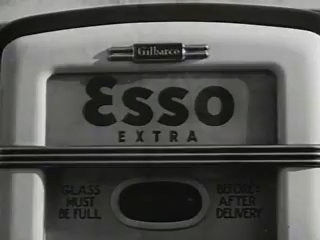 Gilbarco
Esso
EXTRA
GLASS
MUST
BE FULL
BEFORE
AFTER
DELIVERY